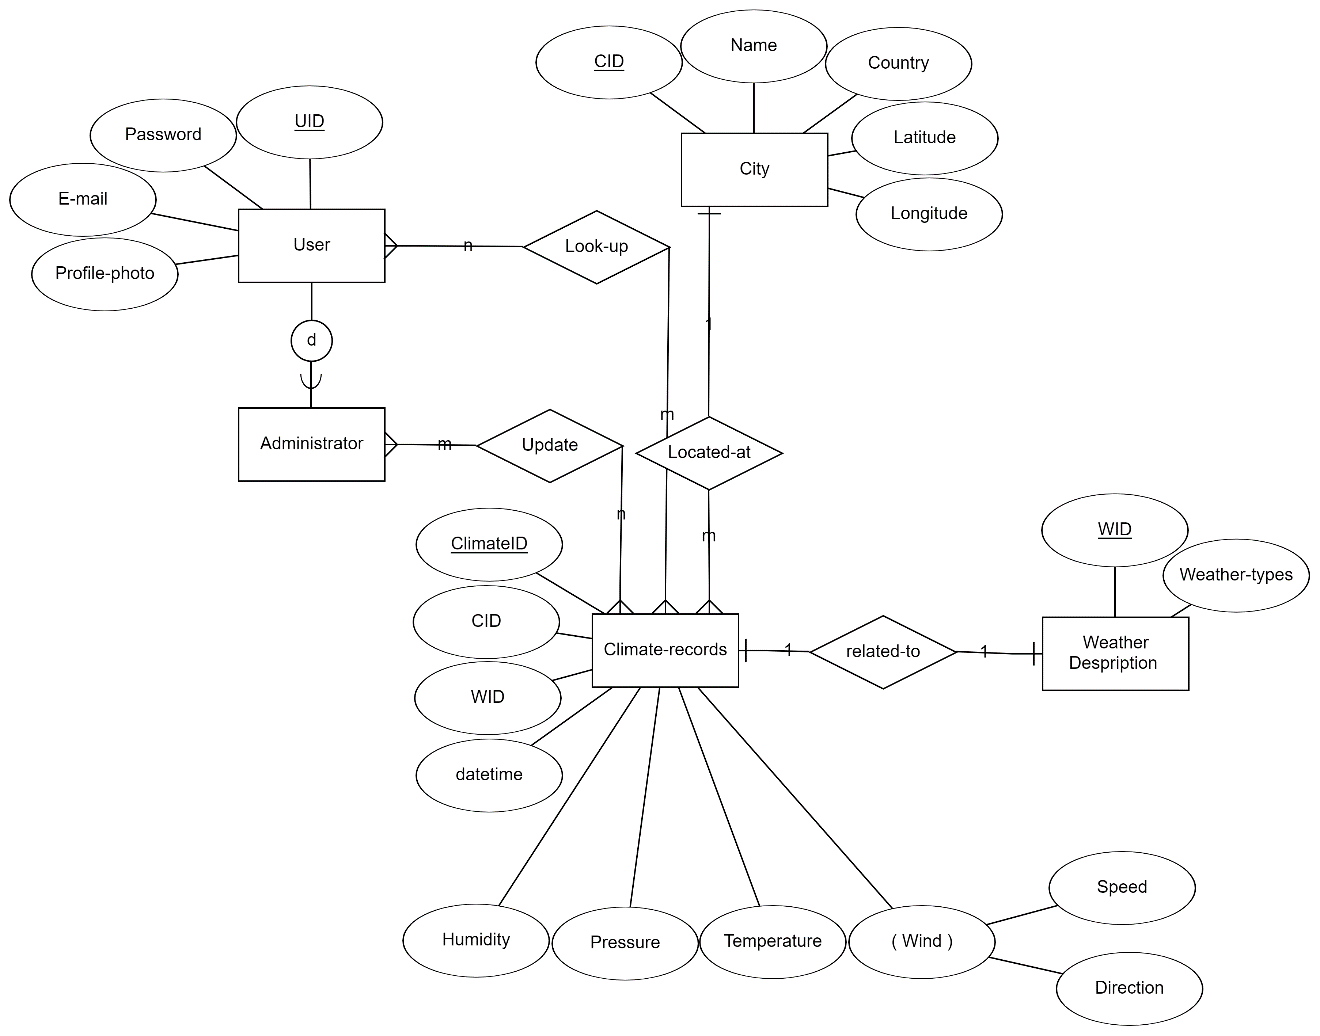 Name
CID
Country
UID
Password
Latitude
City
E-mail
Longitude
User
n
Look-up
Profile-photo
1
d
m
Administrator
m
Update
Located-at
n
WID
m
ClimateID
Weather-types
CID
Climate-records
1
related-to
1
Weather
Despription
WID
datetime
Speed
Humidity
Pressure
Temperature
( Wind )
Direction